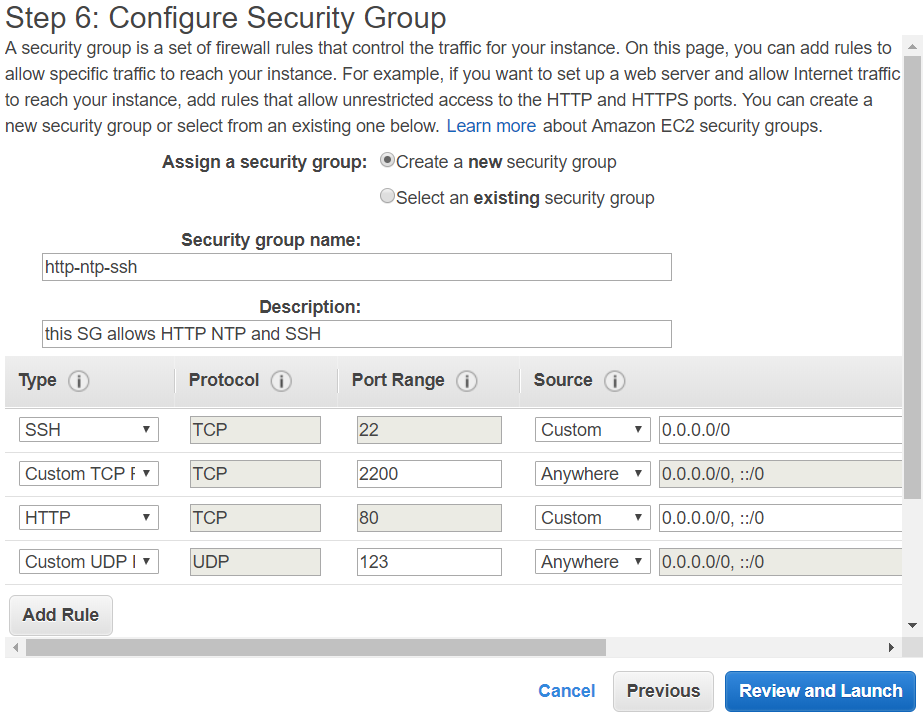 Step 6: Configure Security Group
A security group is a set of firewall rules that control the traffic for your instance. On this page, you can add rules to
allow specific traffic to reach your instance. For example, if you want to set up a web server and allow Internet traffic
to reach your instance, add rules that allow unrestricted access to the HTTP and HTTPS ports. You can create a
new security group or select from an existing one below. Learn more about Amazon EC2 security groups.
Assign a security group: Create a new security group
Select an existing security group
Security group name:
http-ntp-ssh
Description:
this SG allows HTTP NTP and SSH
Type i Protocol i Port Range i Source i
SSH TCP 22 Custom 0.0.0.0/0
Custom TCP TCP 2200 Anywhere 0.0.0.0/0, ::/0
HTTP TCP 80 Custom 0.0.0.0/0, ::/0
Custom UDP UDP 123 Anywhere 0.0.0.0/0, ::/0
Add Rule
Cancel Previous Review and Launch